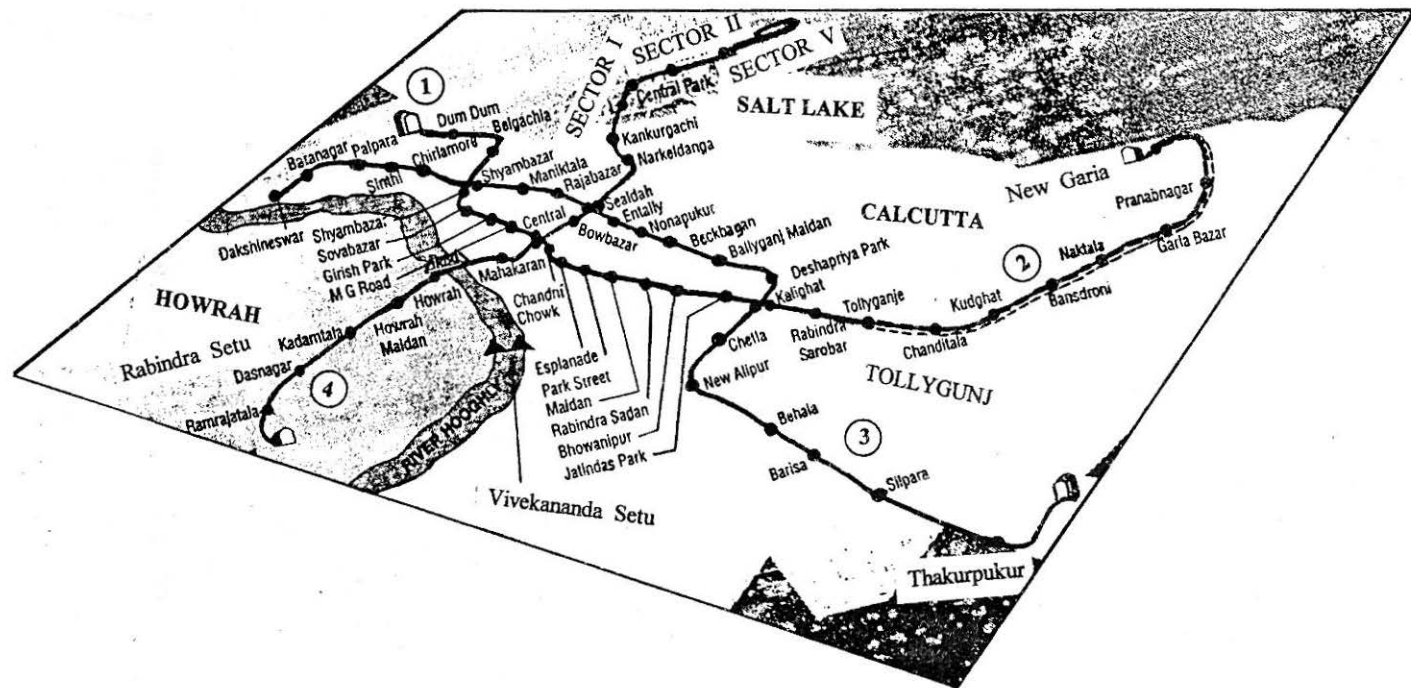 SECTOR I
SECTOR II
SECTOR V
Central Park
SALT LAKE
1
Dum Dum
Belgachia
Kankurgachi
Narkeldanga
Baranagar
Palpara
Sinthi
Chirlamore
Shyambazar
Maniktala
Rajabazar
Sealdah
Entally
Nonapukur
Beckbagan
Ballyganj Maidan
Deshapriya Park
CALCUTTA
New Garia
Pranabnagar
Garia Bazar
Naktala
2
Bansdroni
Kudghat
Chanditala
Tollyganje
Rabindra
Sarobar
Kalighat
Dakshineswar
Shyambazar
Sovabazar
Girish Park
M G Road
Central
Bowbazar
Mahakaran
Chandni
Chowk
HOWRAH
Rabindra Setu
Howrah
Howrah
Maidan
Kadamtala
Dasnagar
Ramrajatala
4
RIVER HOOGHLY
Esplanade
Park Street
Maidan
Rabindra Sadan
Bhowanipur
Jatindas Park
Chetla
New Alipur
TOLLYGUNJ
Behala
3
Barisa
Silpara
Vivekananda Setu
Thakurpukur